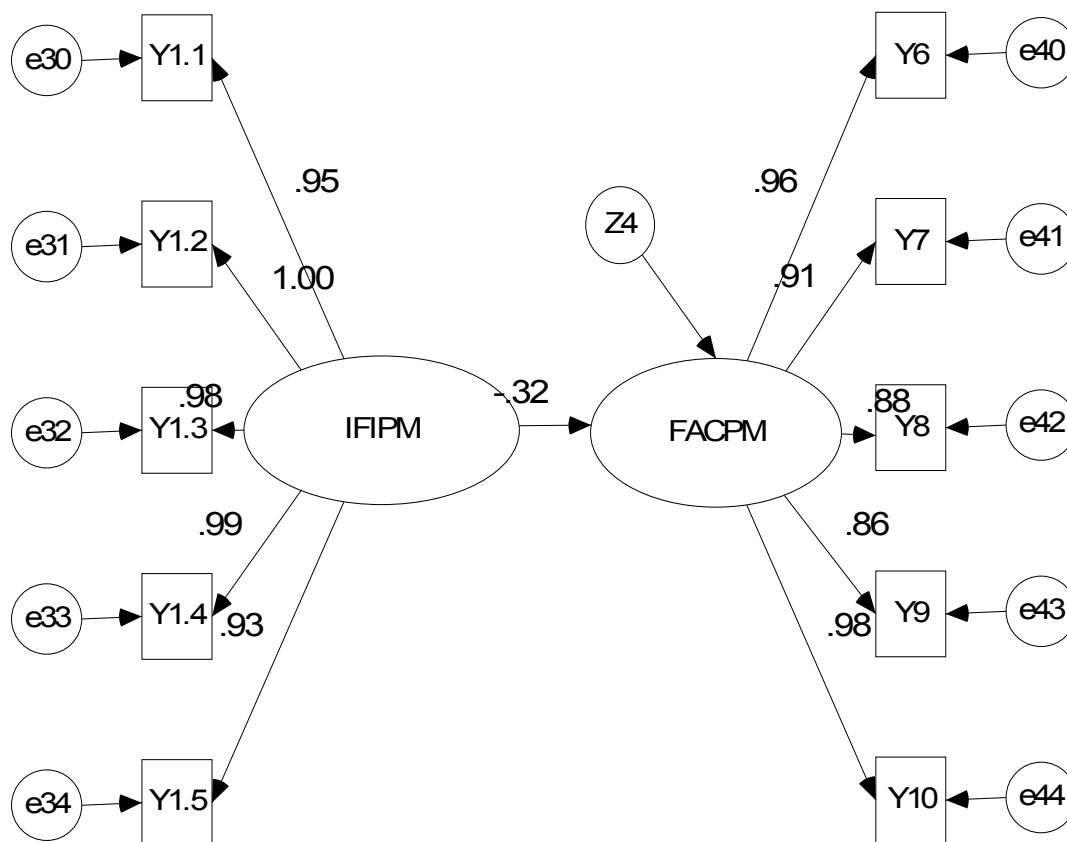 e30 Y1.1 Y6 e40
.95 .96
e31 Y1.2 Z4 Y7 e41
1.00 .91
e32 Y1.3 .98 IFIPM -.32 FACPM .88 Y8 e42
.99 .86
e33 Y1.4 .93 .98 Y9 e43
e34 Y1.5 Y10 e44